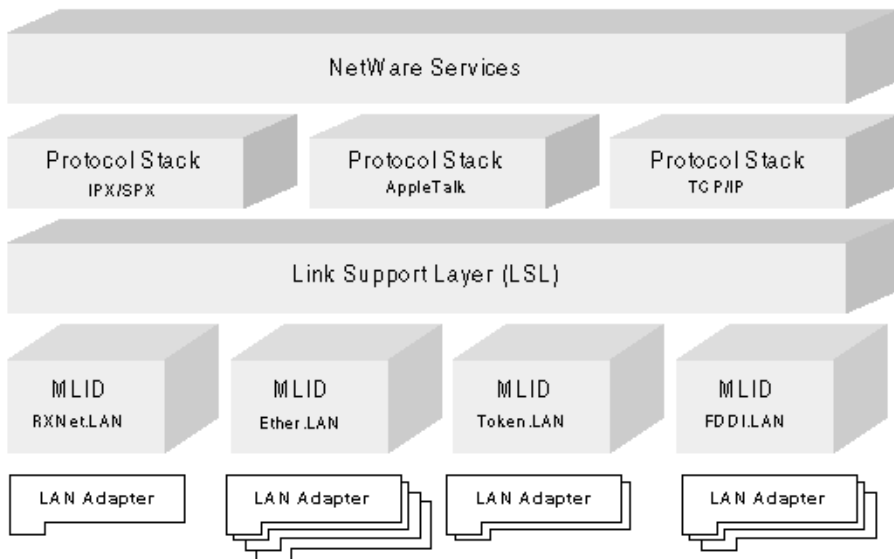 NetWare Services
Protocol Stack
IPX/SPX
Protocol Stack
AppleTalk
Protocol Stack
TCP/IP
Link Support Layer (LSL)
MLID
RXNet.LAN
MLID
Ether.LAN
MLID
Token.LAN
MLID
FDDI.LAN
LAN Adapter
LAN Adapter
LAN Adapter
LAN Adapter